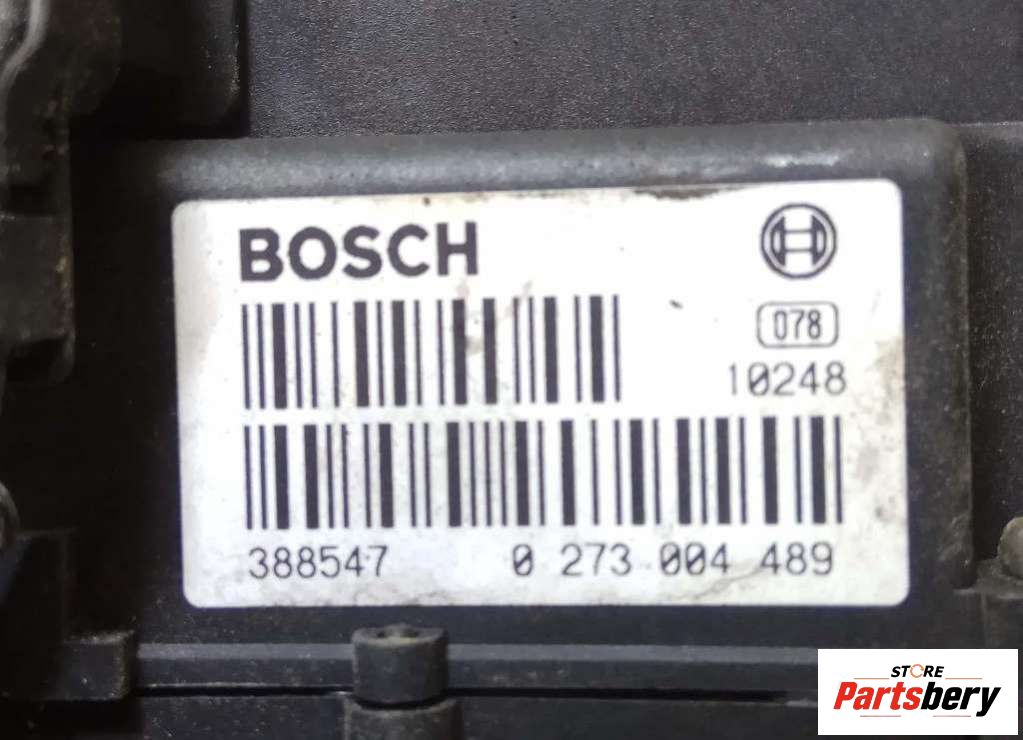 BOSCH
078
10248
388547 0 273 004 489
STORE
Partsbery